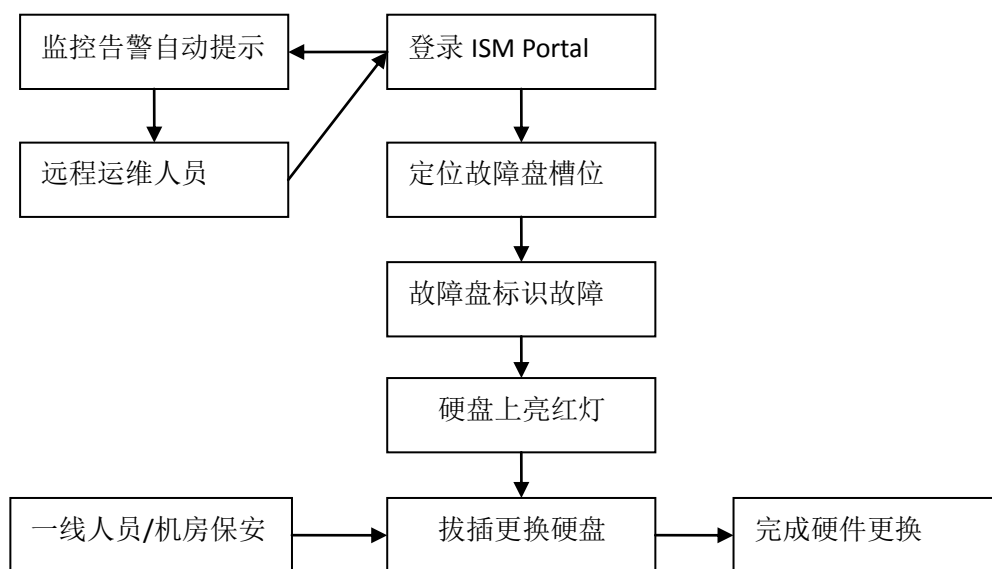 监控告警自动提示
登录 ISM Portal
远程运维人员
定位故障盘槽位
故障盘标识故障
硬盘上亮红灯
一线人员/机房保安
拔插更换硬盘
完成硬件更换